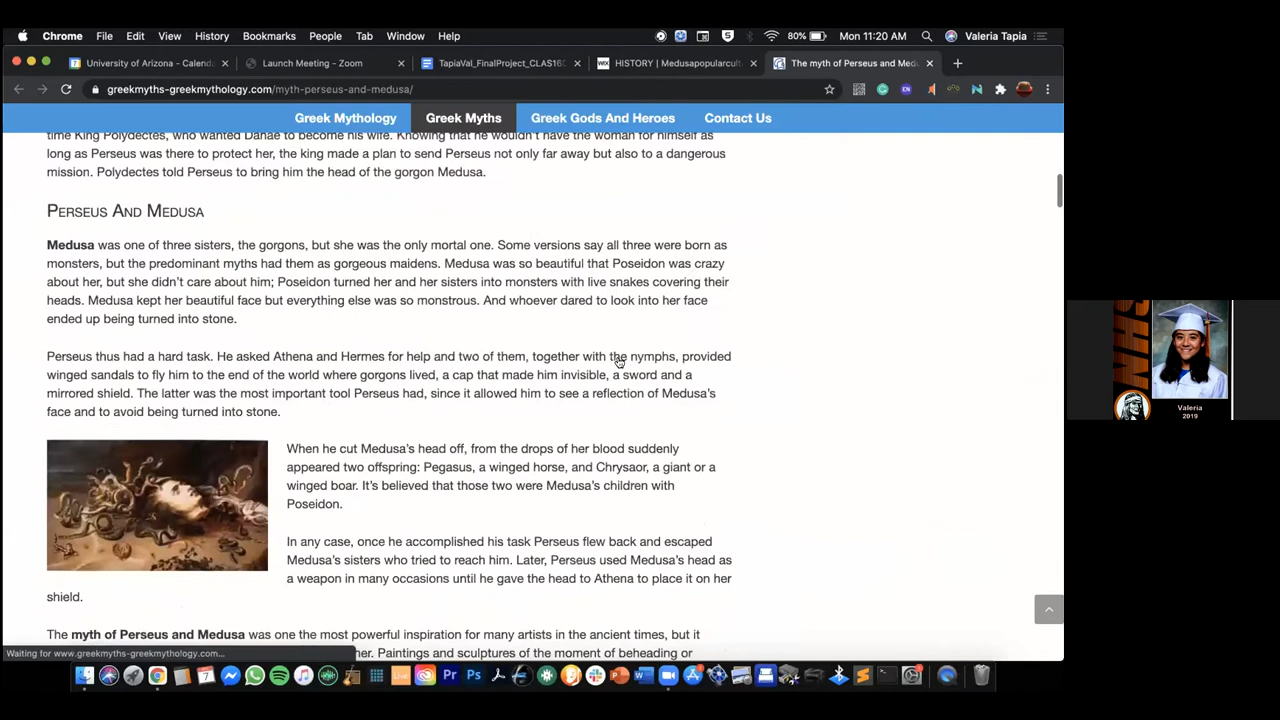 Chrome File Edit View History Bookmarks People Tab Window Help 80% Mon 11:20 AM Valeria Tapia
University of Arizona - Calend Launch Meeting - Zoom TapiaVal_FinalProject_CLAS160 HISTORY | Medusapopularcult The myth of Perseus and Medu
greekmyths-greekmythology.com/myth-perseus-and-medusa/
Greek Mythology Greek Myths Greek Gods And Heroes Contact Us
time King Polydectes, who wanted Danae to become his wife. Knowing that he wouldn't have the woman for himself as
long as Perseus was there to protect her, the king made a plan to send Perseus not only far away but also to a dangerous
mission. Polydectes told Perseus to bring him the head of the gorgon Medusa.
PERSEUS AND MEDUSA
Medusa was one of three sisters, the gorgons, but she was the only mortal one. Some versions say all three were born as
monsters, but the predominant myths had them as gorgeous maidens. Medusa was so beautiful that Poseidon was crazy
about her, but she didn't care about him; Poseidon turned her and her sisters into monsters with live snakes covering their
heads. Medusa kept her beautiful face but everything else was so monstrous. And whoever dared to look into her face
ended up being turned into stone.
Perseus thus had a hard task. He asked Athena and Hermes for help and two of them, together with the nymphs, provided
winged sandals to fly him to the end of the world where gorgons lived, a cap that made him invisible, a sword and a
mirrored shield. The latter was the most important tool Perseus had, since it allowed him to see a reflection of Medusa's
face and to avoid being turned into stone.
When he cut Medusa's head off, from the drops of her blood suddenly
appeared two offspring: Pegasus, a winged horse, and Chrysaor, a giant or a
winged boar. It's believed that those two were Medusa's children with
Poseidon.
In any case, once he accomplished his task Perseus flew back and escaped
Medusa's sisters who tried to reach him. Later, Perseus used Medusa's head as
a weapon in many occasions until he gave the head to Athena to place it on her
shield.
The myth of Perseus and Medusa was one the most powerful inspiration for many artists in the ancient times, but it
her. Paintings and sculptures of the moment of beheading or
Waiting for www.greekmyths-greekmythology.com...
Valeria
2019